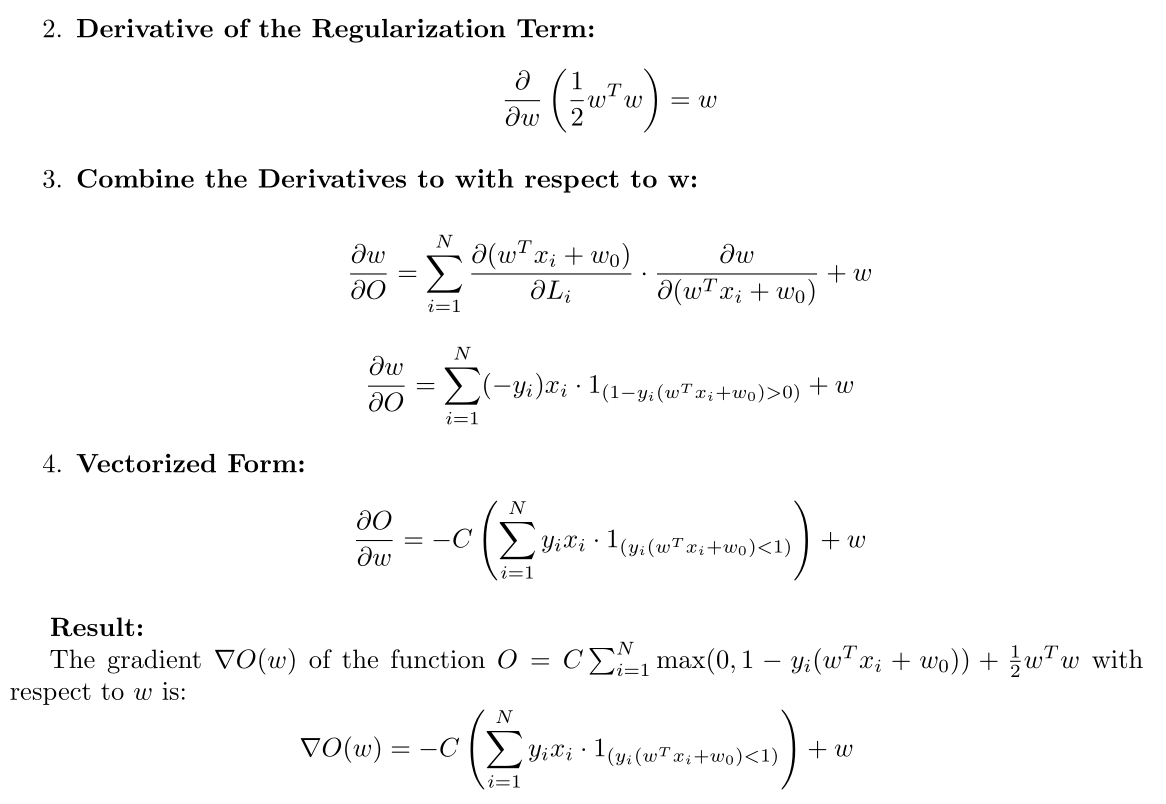 2. Derivative of the Regularization Term:
\frac{\partial}{\partial w} \left( \frac{1}{2} w^T w \right) = w
3. Combine the Derivatives to with respect to w:
\frac{\partial w}{\partial O} = \sum_{i=1}^{N} \frac{\partial (w^T x_i + w_0)}{\partial L_i} \cdot \frac{\partial w}{\partial (w^T x_i + w_0)} + w
\frac{\partial w}{\partial O} = \sum_{i=1}^{N} (-y_i) x_i \cdot 1_{(1 - y_i (w^T x_i + w_0) > 0)} + w
4. Vectorized Form:
\frac{\partial O}{\partial w} = -C \left( \sum_{i=1}^{N} y_i x_i \cdot 1_{(y_i (w^T x_i + w_0) < 1)} \right) + w
Result:
The gradient \nabla O(w) of the function O = C \sum_{i=1}^{N} \max(0, 1 - y_i (w^T x_i + w_0)) + \frac{1}{2} w^T w with
respect to w is:
\nabla O(w) = -C \left( \sum_{i=1}^{N} y_i x_i \cdot 1_{(y_i (w^T x_i + w_0) < 1)} \right) + w